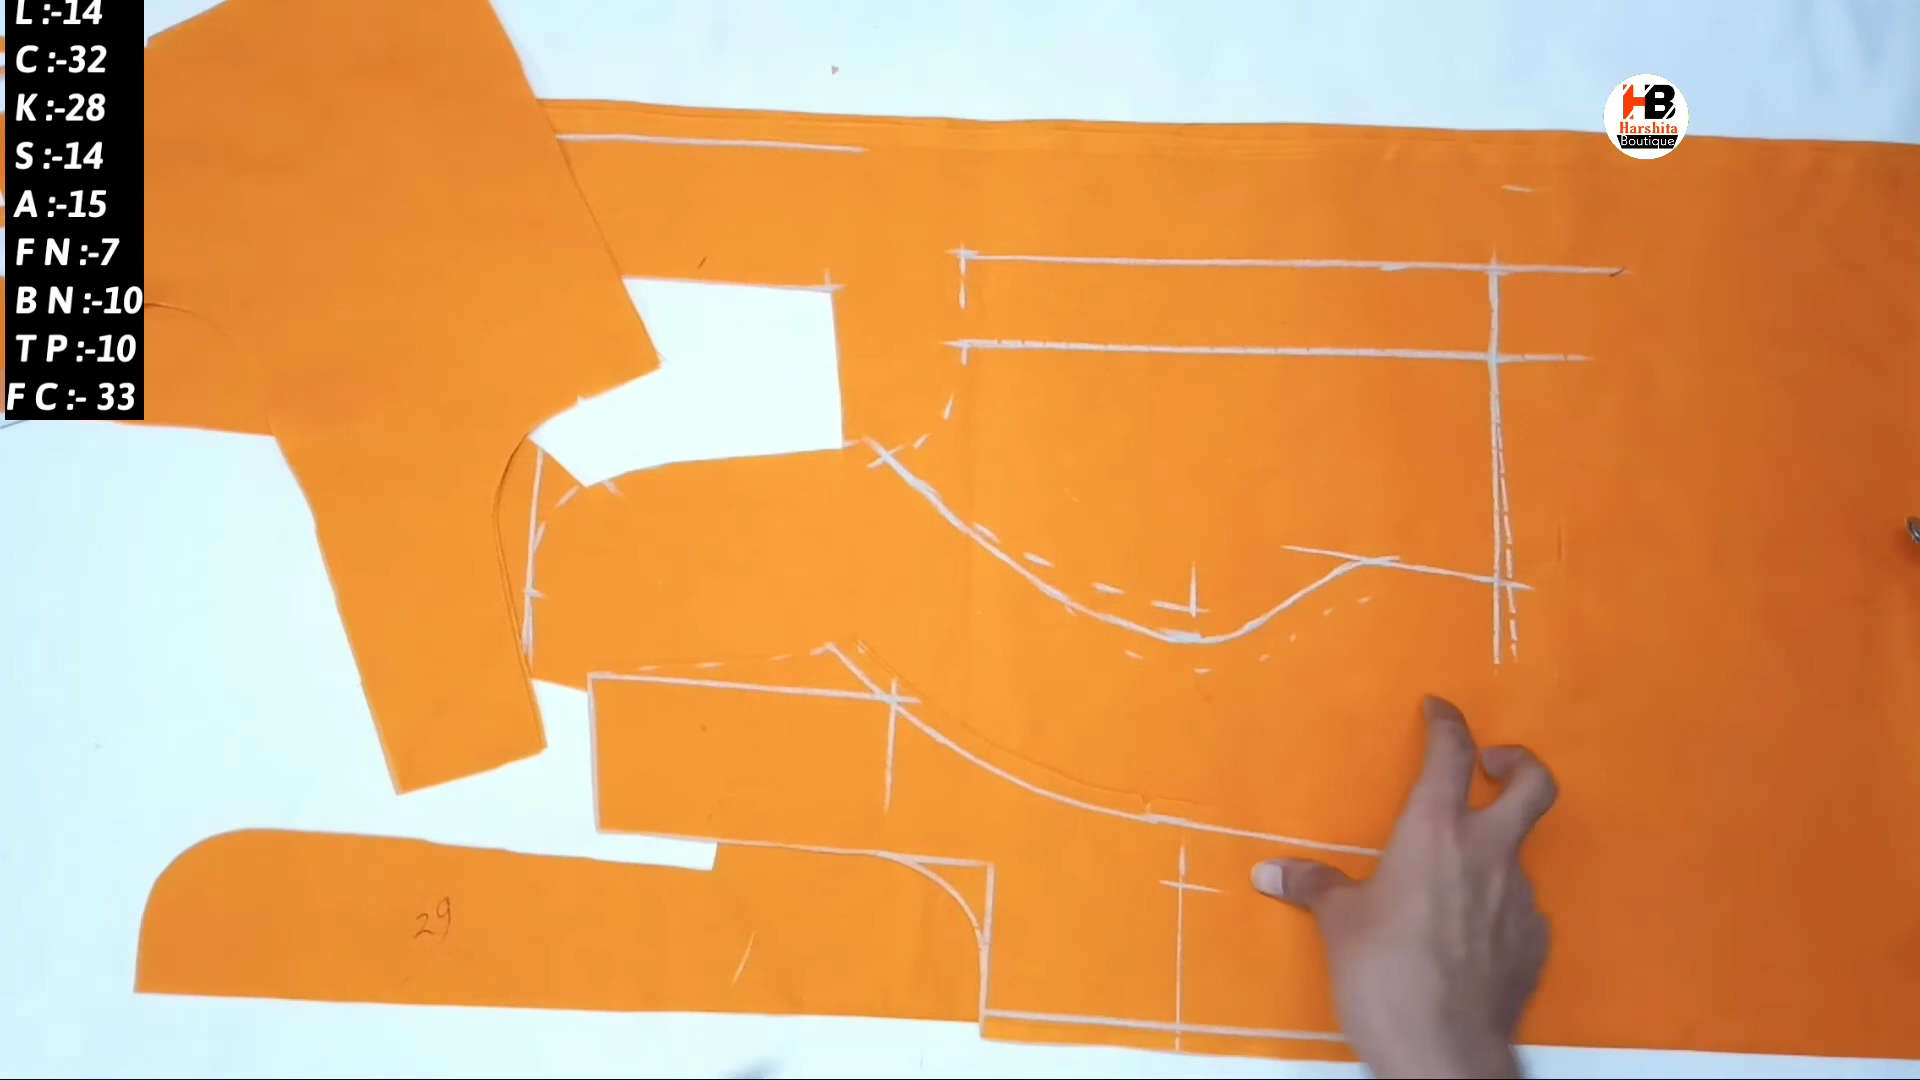 L :-14
C :-32
K :-28
S :-14
A :-15
F N :-7
B N :-10
T P :-10
F C :- 33
HB
Harshita
Boutique
29